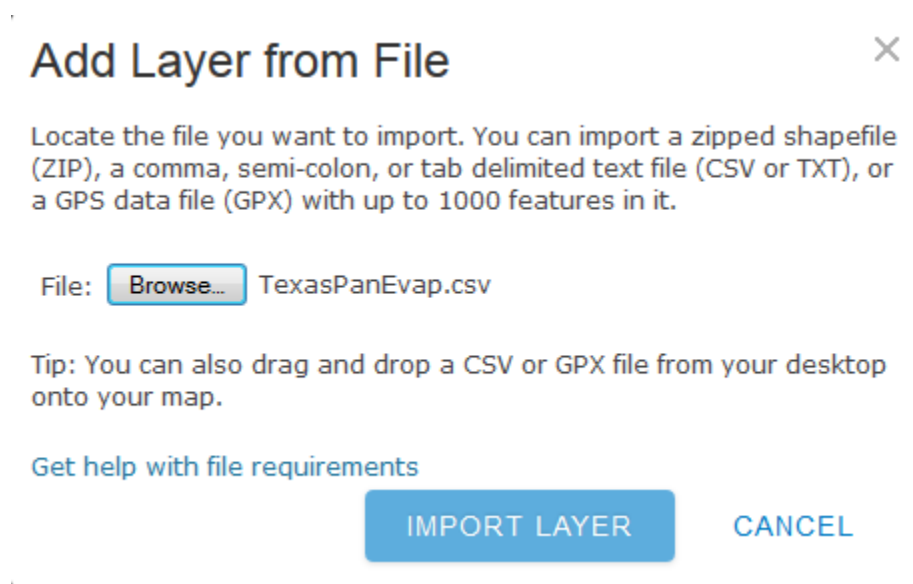 Add Layer from File
Locate the file you want to import. You can import a zipped shapefile
(ZIP), a comma, semi-colon, or tab delimited text file (CSV or TXT), or
a GPS data file (GPX) with up to 1000 features in it.
File: Browse... TexasPanEvap.csv
Tip: You can also drag and drop a CSV or GPX file from your desktop
onto your map.
Get help with file requirements
IMPORT LAYER CANCEL